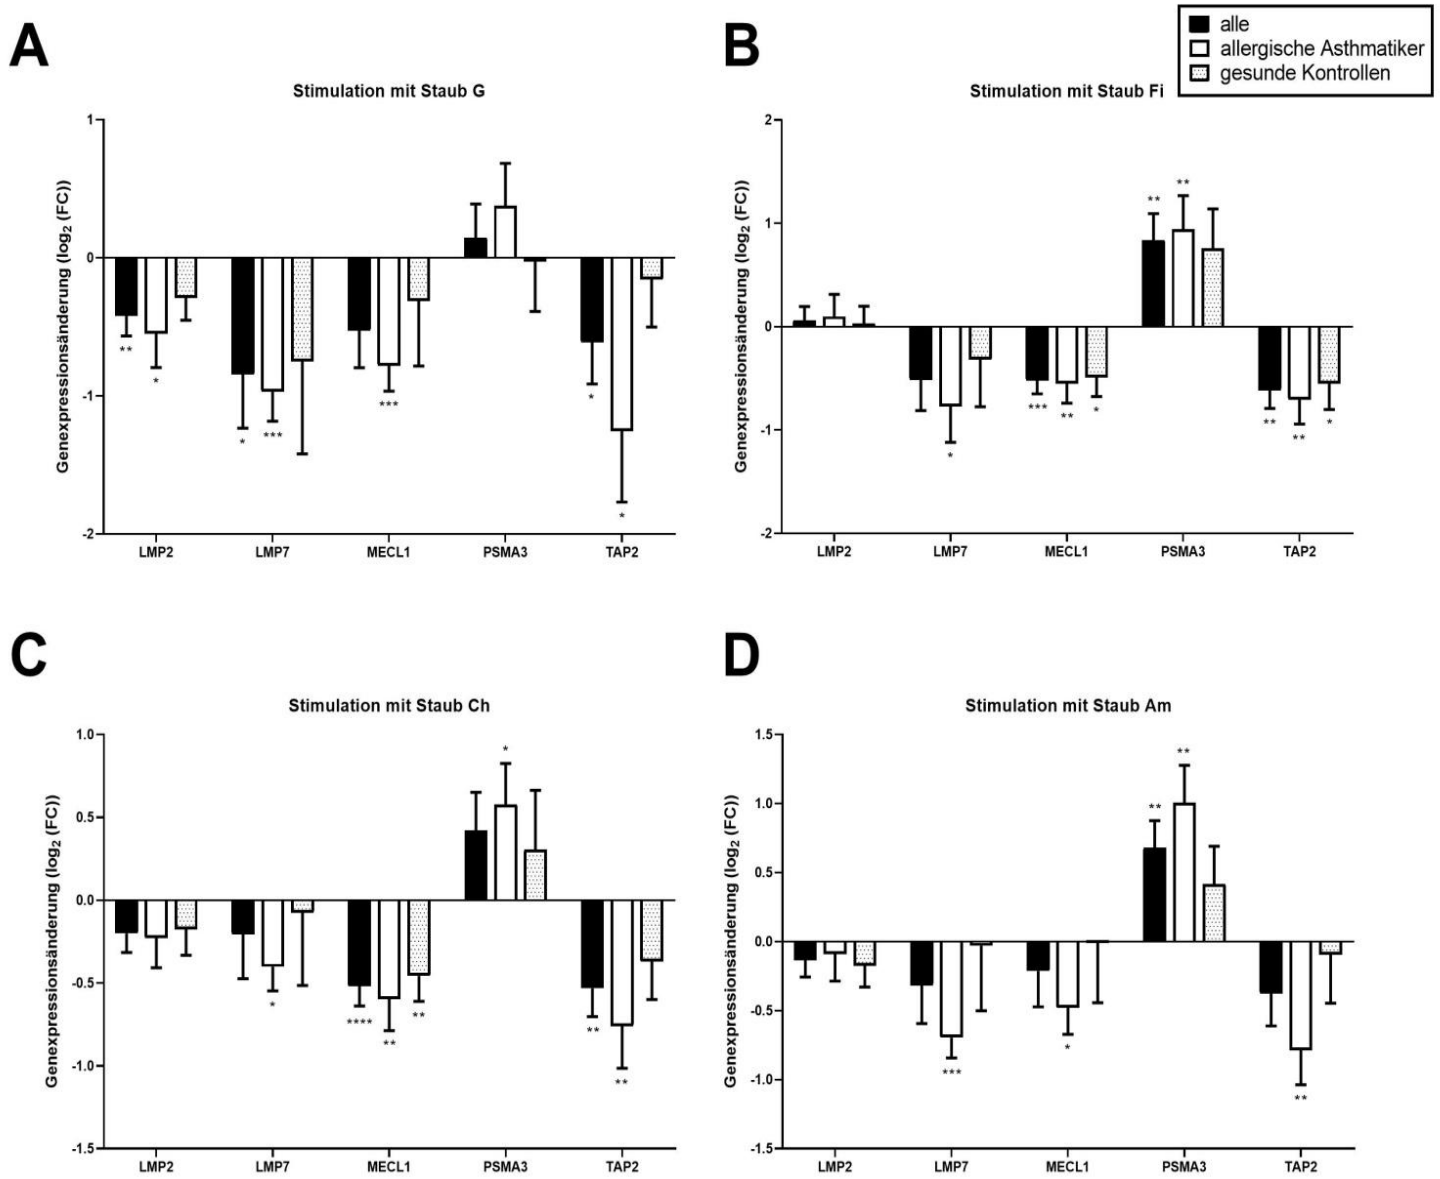 A
B
alle
allergische Asthmatiker
gesunde Kontrollen
Stimulation mit Staub G
Genexpressionsänderung (log2 (FC))
1
0
-1
-2
** * * *** *** * *
LMP2 LMP7 MECL1 PSMA3 TAP2
Stimulation mit Staub Fi
Genexpressionsänderung (log2 (FC))
2
1
0
-1
-2
* *** ** * ** ** ** ** *
LMP2 LMP7 MECL1 PSMA3 TAP2
C
D
Stimulation mit Staub Ch
Genexpressionsänderung (log2 (FC))
1.0
0.5
0.0
-0.5
-1.0
-1.5
* **** ** ** * ** **
LMP2 LMP7 MECL1 PSMA3 TAP2
Stimulation mit Staub Am
Genexpressionsänderung (log2 (FC))
1.5
1.0
0.5
0.0
-0.5
-1.0
-1.5
*** * ** ** **
LMP2 LMP7 MECL1 PSMA3 TAP2